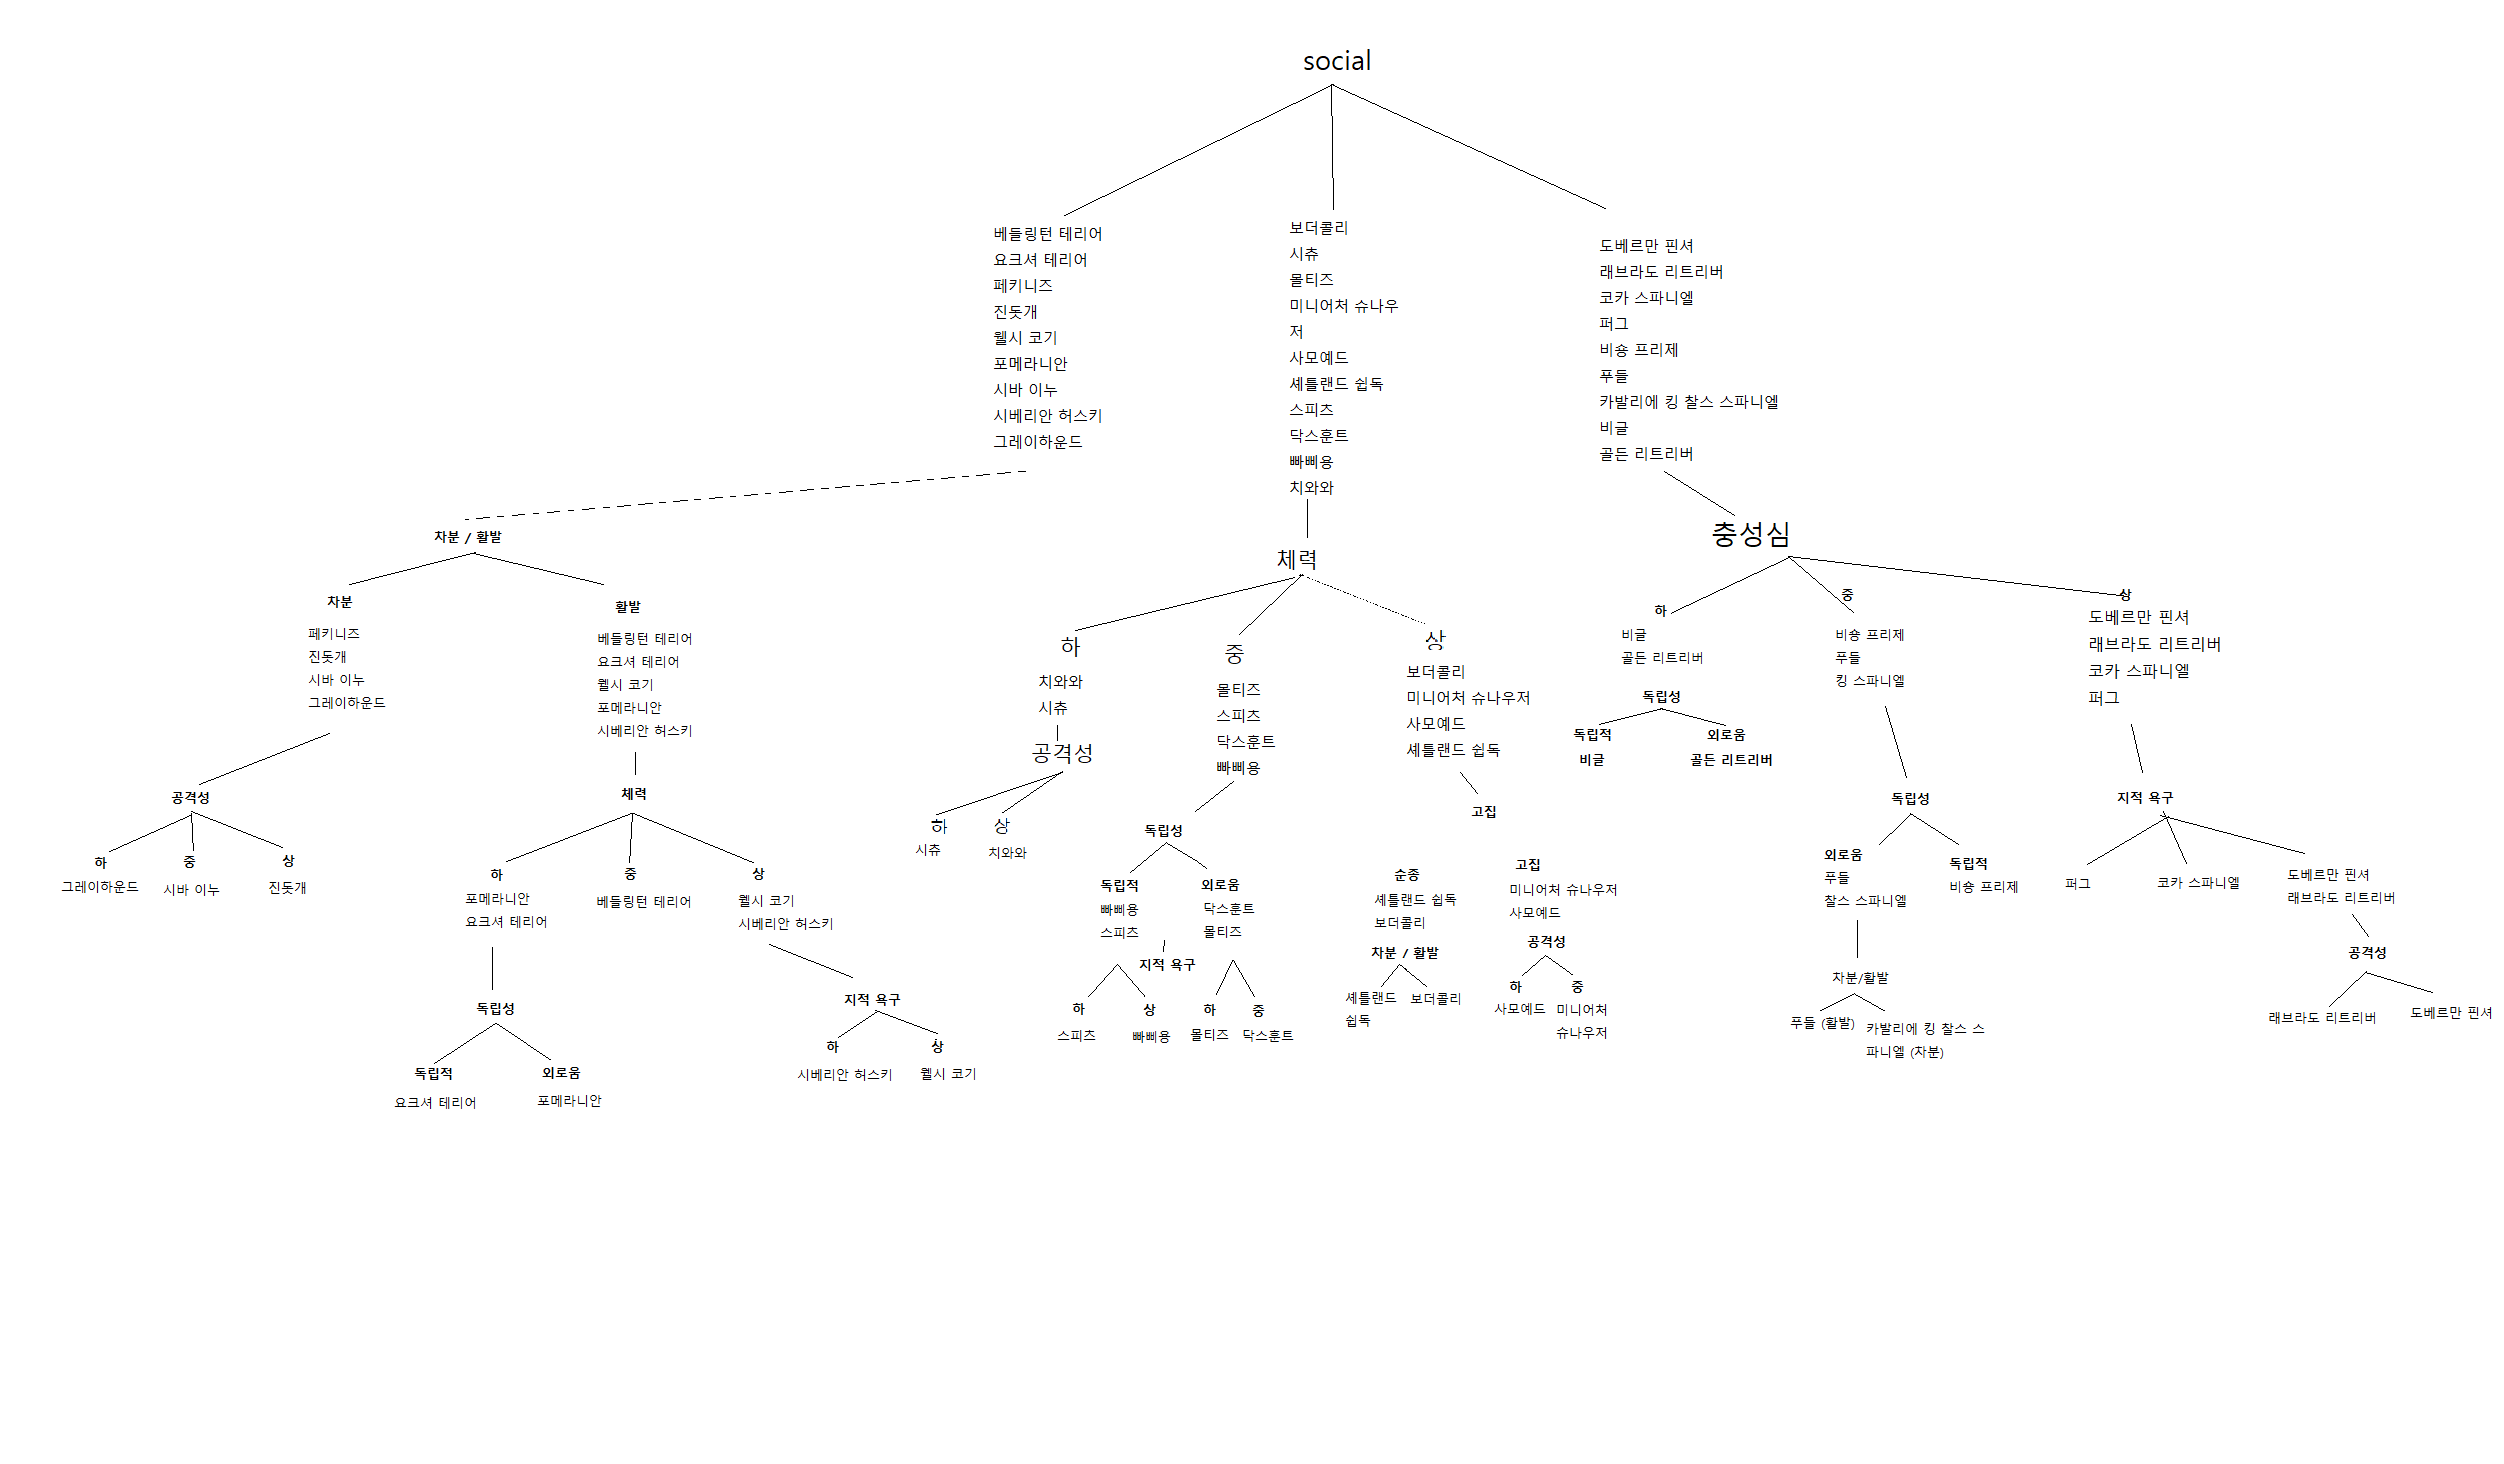 social
베들링턴 테리어
요크셔 테리어
페키니즈
진돗개
웰시 코기
포메라니안
시바 이누
시베리안 허스키
그레이하운드
보더콜리
시츄
몰티즈
미니어처 슈나우
저
사모예드
셰틀랜드 쉽독
스피츠
닥스훈트
빠삐용
치와와
도베르만 핀셔
래브라도 리트리버
코카 스파니엘
퍼그
비숑 프리제
푸들
카발리에 킹 찰스 스파니엘
비글
골든 리트리버
차분 / 활발
차분
페키니즈
진돗개
시바 이누
그레이하운드
활발
베들링턴 테리어
요크셔 테리어
웰시 코기
포메라니안
시베리안 허스키
공격성
하
그레이하운드
중
시바 이누
상
진돗개
체력
하
포메라니안
요크셔 테리어
중
베들링턴 테리어
상
웰시 코기
시베리안 허스키
독립성
독립적
요크셔 테리어
외로움
포메라니안
지적 욕구
하
시베리안 허스키
상
웰시 코기
체력
하
치와와
시츄
공격성
하
시츄
상
치와와
중
몰티즈
스피츠
닥스훈트
빠삐용
독립성
독립적
빠삐용
스피츠
외로움
닥스훈트
몰티즈
지적 욕구
하
스피츠
상
빠삐용
하
몰티즈
중
닥스훈트
상
보더콜리
미니어처 슈나우저
사모예드
셰틀랜드 쉽독
고집
순종
셰틀랜드 쉽독
보더콜리
차분 / 활발
셰틀랜드
쉽독
보더콜리
고집
미니어처 슈나우저
사모예드
공격성
하
사모예드
중
미니어처
슈나우저
충성심
하
비글
골든 리트리버
독립성
독립적
비글
외로움
골든 리트리버
중
비숑 프리제
푸들
킹 스파니엘
독립성
외로움
푸들
찰스 스파니엘
독립적
비숑 프리제
차분/활발
푸들 (활발)
카발리에 킹 찰스 스
파니엘 (차분)
상
도베르만 핀셔
래브라도 리트리버
코카 스파니엘
퍼그
지적 욕구
퍼그
코카 스파니엘
도베르만 핀셔
래브라도 리트리버
공격성
래브라도 리트리버
도베르만 핀셔